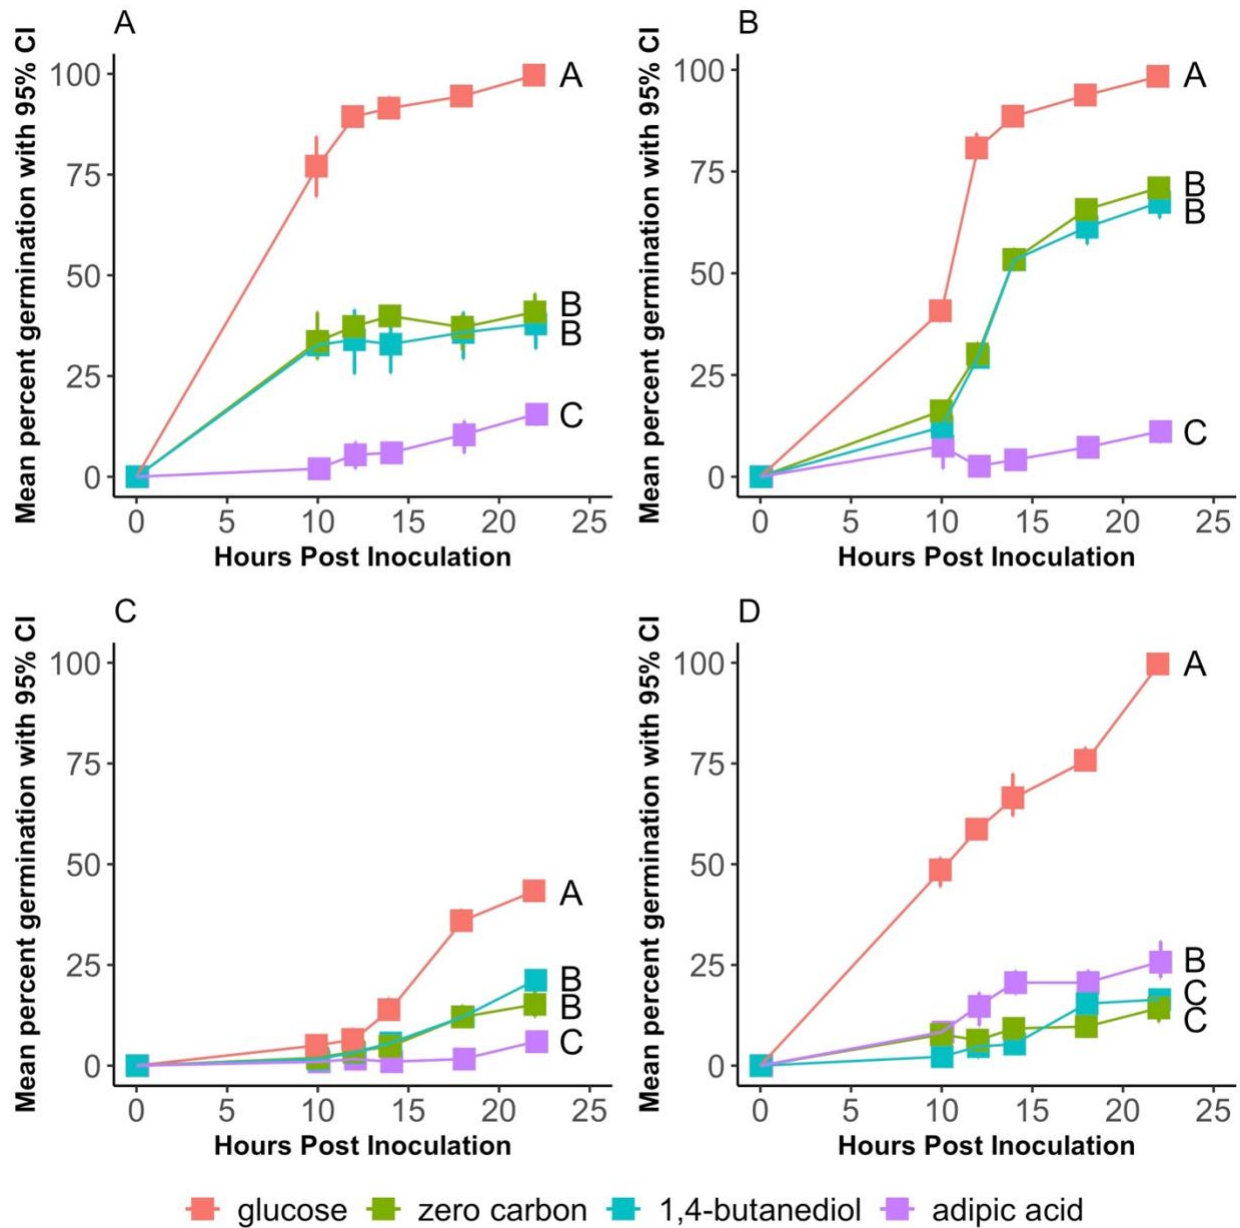 A
Mean percent germination with 95% CI
100
75
50
25
0
A
B
B
C
0 5 10 15 20 25
Hours Post Inoculation
B
Mean percent germination with 95% CI
100
75
50
25
0
A
B
B
C
0 5 10 15 20 25
Hours Post Inoculation
C
Mean percent germination with 95% CI
100
75
50
25
0
A
B
B
C
0 5 10 15 20 25
Hours Post Inoculation
D
Mean percent germination with 95% CI
100
75
50
25
0
A
B
C
C
0 5 10 15 20 25
Hours Post Inoculation
glucose zero carbon 1,4-butanediol adipic acid